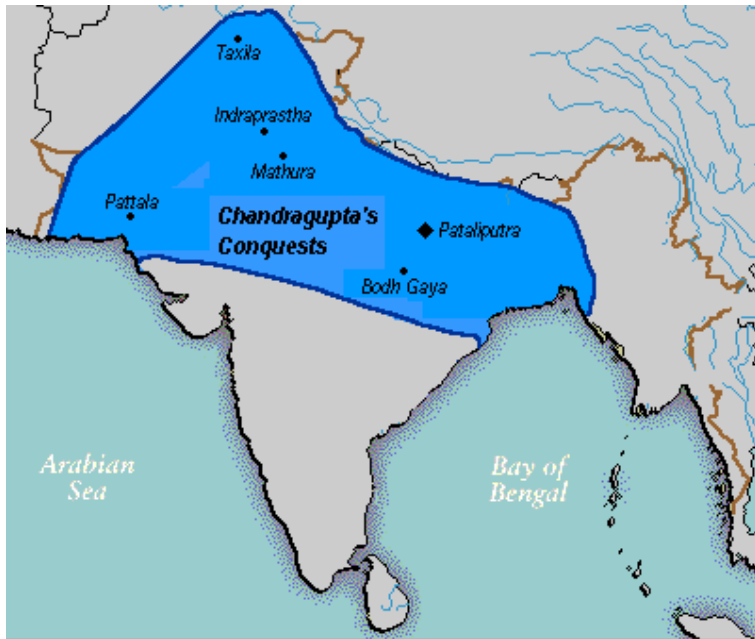 Taxila
Indraprastha
Mathura
Pattala
Chandragupta's
Conquests
Pataliputra
Bodh Gaya
Arabian
Sea
Bay of
Bengal